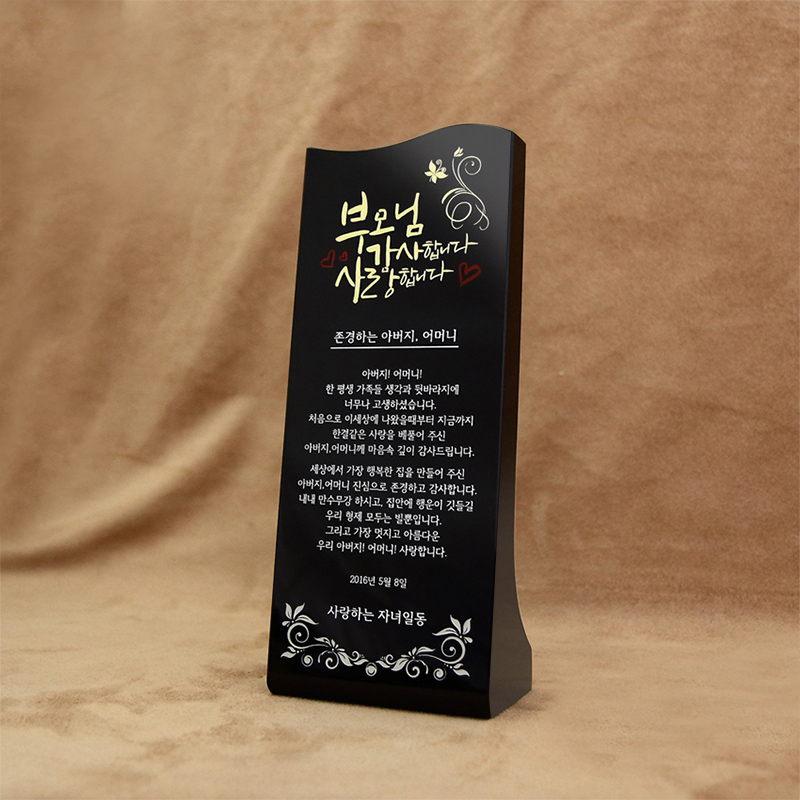 부모님
감사합니다
사랑합니다
존경하는 아버지, 어머니
아버지! 어머니!
한 평생 가족들 생각과 뒷바라지에
너무나 고생하셨습니다.
처음으로 이세상에 나왔을때부터 지금까지
한결같은 사랑을 베풀어 주신
아버지,어머니께 마음속 깊이 감사드립니다.
세상에서 가장 행복한 집을 만들어 주신
아버지,어머니 진심으로 존경하고 감사합니다.
내내 만수무강 하시고, 집안에 행운이 깃들길
우리 형제 모두는 빌뿐입니다.
그리고 가장 멋지고 아름다운
우리 아버지! 어머니! 사랑합니다.
2016년 5월 8일
사랑하는 자녀일동